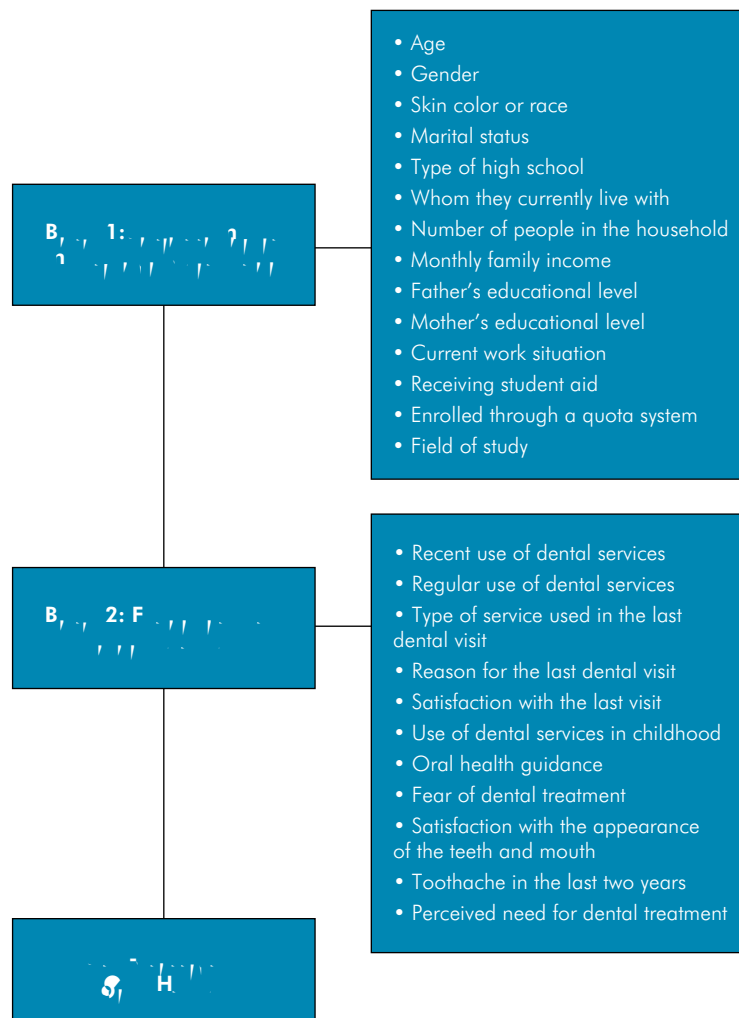 • Age
• Gender
• Skin color or race
• Marital status
• Type of high school
• Whom they currently live with
• Number of people in the household
• Monthly family income
• Father's educational level
• Mother's educational level
• Current work situation
• Receiving student aid
• Enrolled through a quota system
• Field of study
1:
2:
• Recent use of dental services
• Regular use of dental services
• Type of service used in the last
dental visit
• Reason for the last dental visit
• Satisfaction with the last visit
• Use of dental services in childhood
• Oral health guidance
• Fear of dental treatment
• Satisfaction with the appearance
of the teeth and mouth
• Toothache in the last two years
• Perceived need for dental treatment